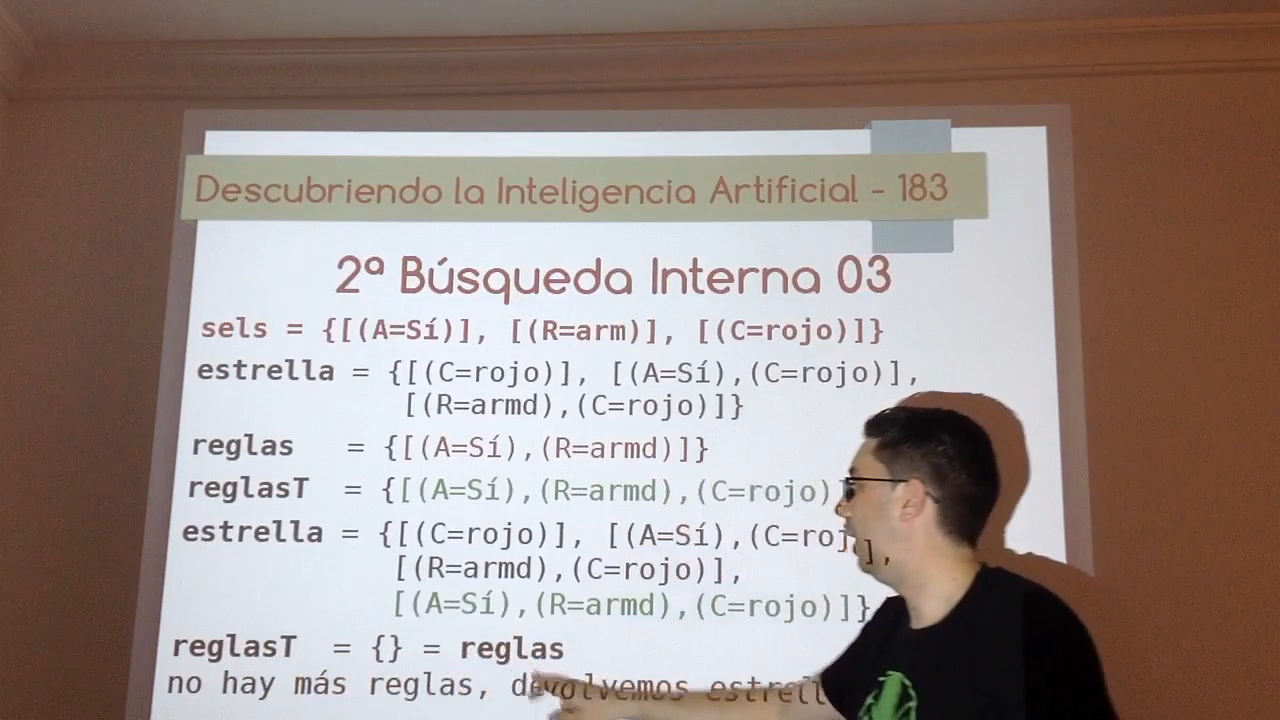 Descubriendo la Inteligencia Artificial - 183
2ª Búsqueda Interna 03
sels = {[(A=Sí)], [(R=arm)], [(C=rojo)]}
estrella = {[(C=rojo)], [(A=Sí),(C=rojo)],
[(R=armd),(C=rojo)]}
reglas = {[(A=Sí),(R=armd)]}
reglasT = {[(A=Sí),(R=armd),(C=rojo)
estrella = {[(C=rojo)], [(A=Sí),(C=roj ],
[(R=armd),(C=rojo)],
[(A=Sí),(R=armd),(C=rojo)]}
reglasT = {} = reglas
no hay más reglas, devolvemos